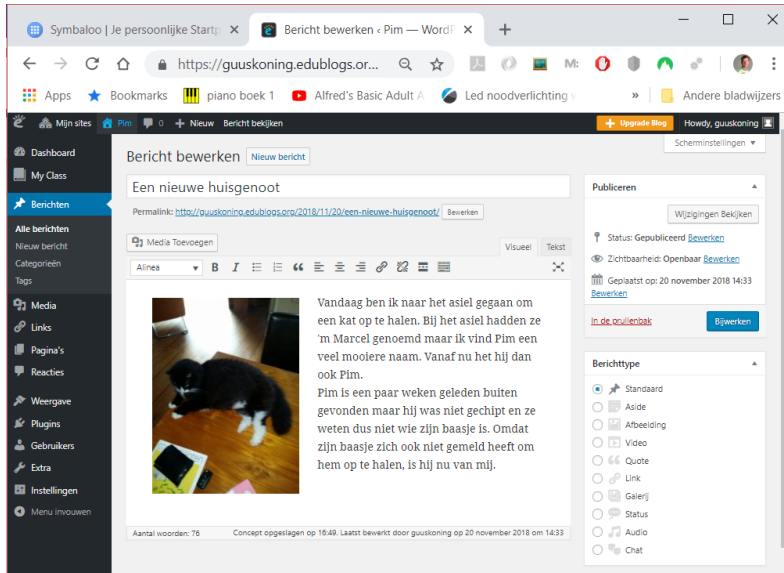 Symbaloo | Je persoonlijke Startp
Bericht bewerken ‹ Pim — WordP
https://guuskoning.edublogs.or...
M:
Apps
Bookmarks
piano boek 1
Alfred's Basic Adult A
Led noodverlichting
»
Andere bladwijzers
Mijn sites
Pim
0
Nieuw
Bericht bekijken
Upgrade Blog
Howdy, guuskoning
Dashboard
My Class
Berichten
Alle berichten
Nieuw bericht
Categorieën
Tags
Media
Links
Pagina's
Reacties
Weergave
Plugins
Gebruikers
Extra
Instellingen
Menu invouwen
Scherminstellingen
Bericht bewerken
Nieuw bericht
Een nieuwe huisgenoot
Permalink: http://guuskoning.edublogs.org/2018/11/20/een-nieuwe-huisgenoot/ Bewerken
Media Toevoegen
Visueel
Tekst
Alinea
B I
Vandaag ben ik naar het asiel gegaan om
een kat op te halen. Bij het asiel hadden ze
'm Marcel genoemd maar ik vind Pim een
veel mooiere naam. Vanaf nu het hij dan
ook Pim.
Pim is een paar weken geleden buiten
gevonden maar hij was niet gechipt en ze
weten dus niet wie zijn baasje is. Omdat
zijn baasje zich ook niet gemeld heeft om
hem op te halen, is hij nu van mij.
Aantal woorden: 76
Concept opgeslagen op 16:49. Laatst bewerkt door guuskoning op 20 november 2018 om 14:33
Publiceren
Wijzigingen Bekijken
Status: Gepubliceerd Bewerken
Zichtbaarheid: Openbaar Bewerken
Geplaatst op: 20 november 2018 14:33
Bewerken
In de prullenbak
Bijwerken
Berichttype
Standaard
Aside
Afbeelding
Video
Quote
Link
Galerij
Status
Audio
Chat